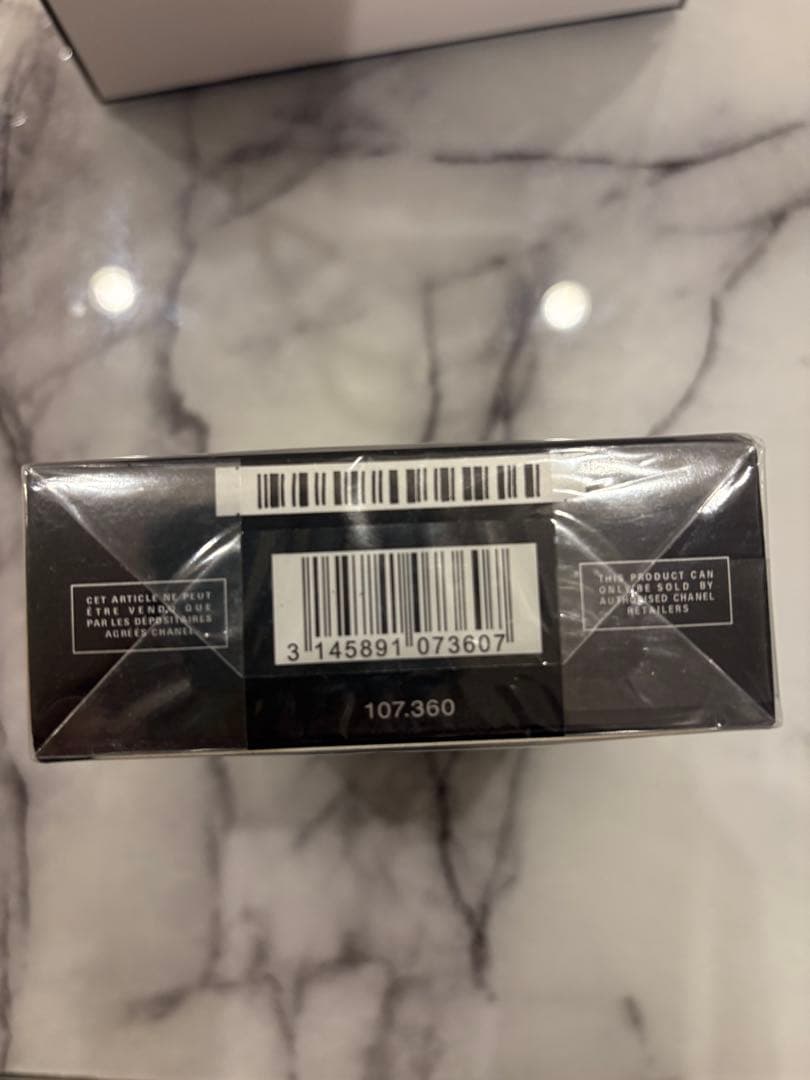 CET ARTICLE NE PEUT
ÊTRE VENDU QUE
PAR LES DÉPOSITAIRES
AGRÉÉS CHANEL
3 145891 073607
107.360
THIS PRODUCT CAN
ONLY BE SOLD BY
AUTHORISED CHANEL
RETAILERS